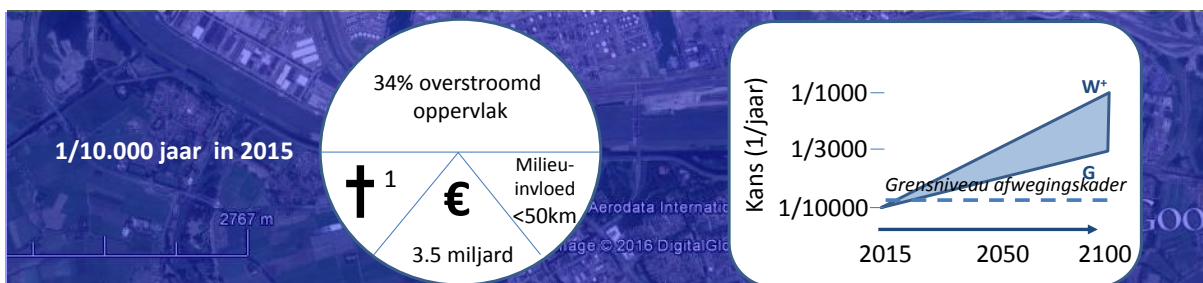 1/10.000 jaar in 2015
34% overstroomd
oppervlak
1
€
3.5 miljard
Milieu-
invloed
<50km
2767 m
Aerodata Internatio
age © 2016 DigitalGlo
Kans (1/jaar)
1/1000
1/3000
1/10000
W+
G
Grensniveau afwegingskader
2015 2050 2100
GOO